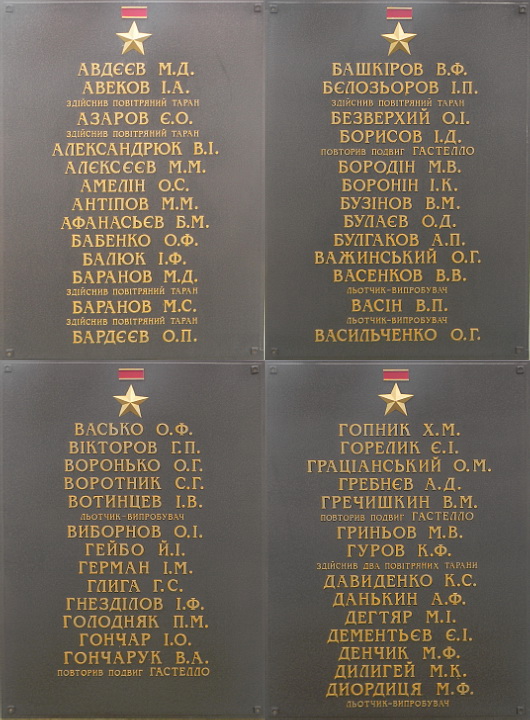 АВДЄЄВ М.Д.
АВЕКОВ І.А.
ЗДІЙСНИВ ПОВІТРЯНИЙ ТАРАН
АЗАРОВ Є.О.
ЗДІЙСНИВ ПОВІТРЯНИЙ ТАРАН
АЛЕКСАНДРЮК В.І.
АЛЄКСЄЄВ М.М.
АМЕЛІН О.С.
АНТІПОВ М.М.
АФАНАСЬЄВ Б.М.
БАБЕНКО О.Ф.
БАЛЮК І.Ф.
БАРАНОВ М.Д.
ЗДІЙСНИВ ПОВІТРЯНИЙ ТАРАН
БАРАНОВ М.С.
ЗДІЙСНИВ ПОВІТРЯНИЙ ТАРАН
БАРДЄЄВ О.П.
БАШКІРОВ В.Ф.
БЄЛОЗЬОРОВ І.П.
ЗДІЙСНИВ ПОВІТРЯНИЙ ТАРАН
БЕЗВЕРХИЙ О.І.
БОРИСОВ І.Д.
ПОВТОРИВ ПОДВИГ ГАСТЕЛЛО
БОРОДІН М.В.
БОРОНІН І.К.
БУЗІНОВ В.М.
БУЛАЄВ О.Д.
БУЛГАКОВ А.П.
ВАЖИНСЬКИЙ О.Г.
ВАСЕНКОВ В.В.
ЛЬОТЧИК-ВИПРОБУВАЧ
ВАСІН В.П.
ЛЬОТЧИК-ВИПРОБУВАЧ
ВАСИЛЬЧЕНКО О.Г.
ВАСЬКО О.Ф.
ВІКТОРОВ Г.П.
ВОРОНЬКО О.Г.
ВОРОТНИК С.Г.
ВОТИНЦЕВ І.В.
ЛЬОТЧИК-ВИПРОБУВАЧ
ВИБОРНОВ О.І.
ГЕЙБО Й.І.
ГЕРМАН І.М.
ГЛИГА Г.С.
ГНЕЗДІЛОВ І.Ф.
ГОЛОДНЯК П.М.
ГОНЧАР І.О.
ГОНЧАРУК В.А.
ПОВТОРИВ ПОДВИГ ГАСТЕЛЛО
ГОПНИК Х.М.
ГОРЕЛИК Є.І.
ГРАЦІАНСЬКИЙ О.М.
ГРЕБНЄВ А.Д.
ГРЕЧИШКИН В.М.
ПОВТОРИВ ПОДВИГ ГАСТЕЛЛО
ГРИНЬОВ М.В.
ГУРОВ К.Ф.
ЗДІЙСНИВ ДВА ПОВІТРЯНИХ ТАРАНИ
ДАВИДЕНКО К.С.
ДАНЬКИН А.Ф.
ДЕГТЯР М.І.
ДЕМЕНТЬЄВ Є.І.
ДЕНЧИК М.Ф.
ДИЛИГЕЙ М.К.
ДИОРДИЦЯ М.Ф.
ЛЬОТЧИК-ВИПРОБУВАЧ